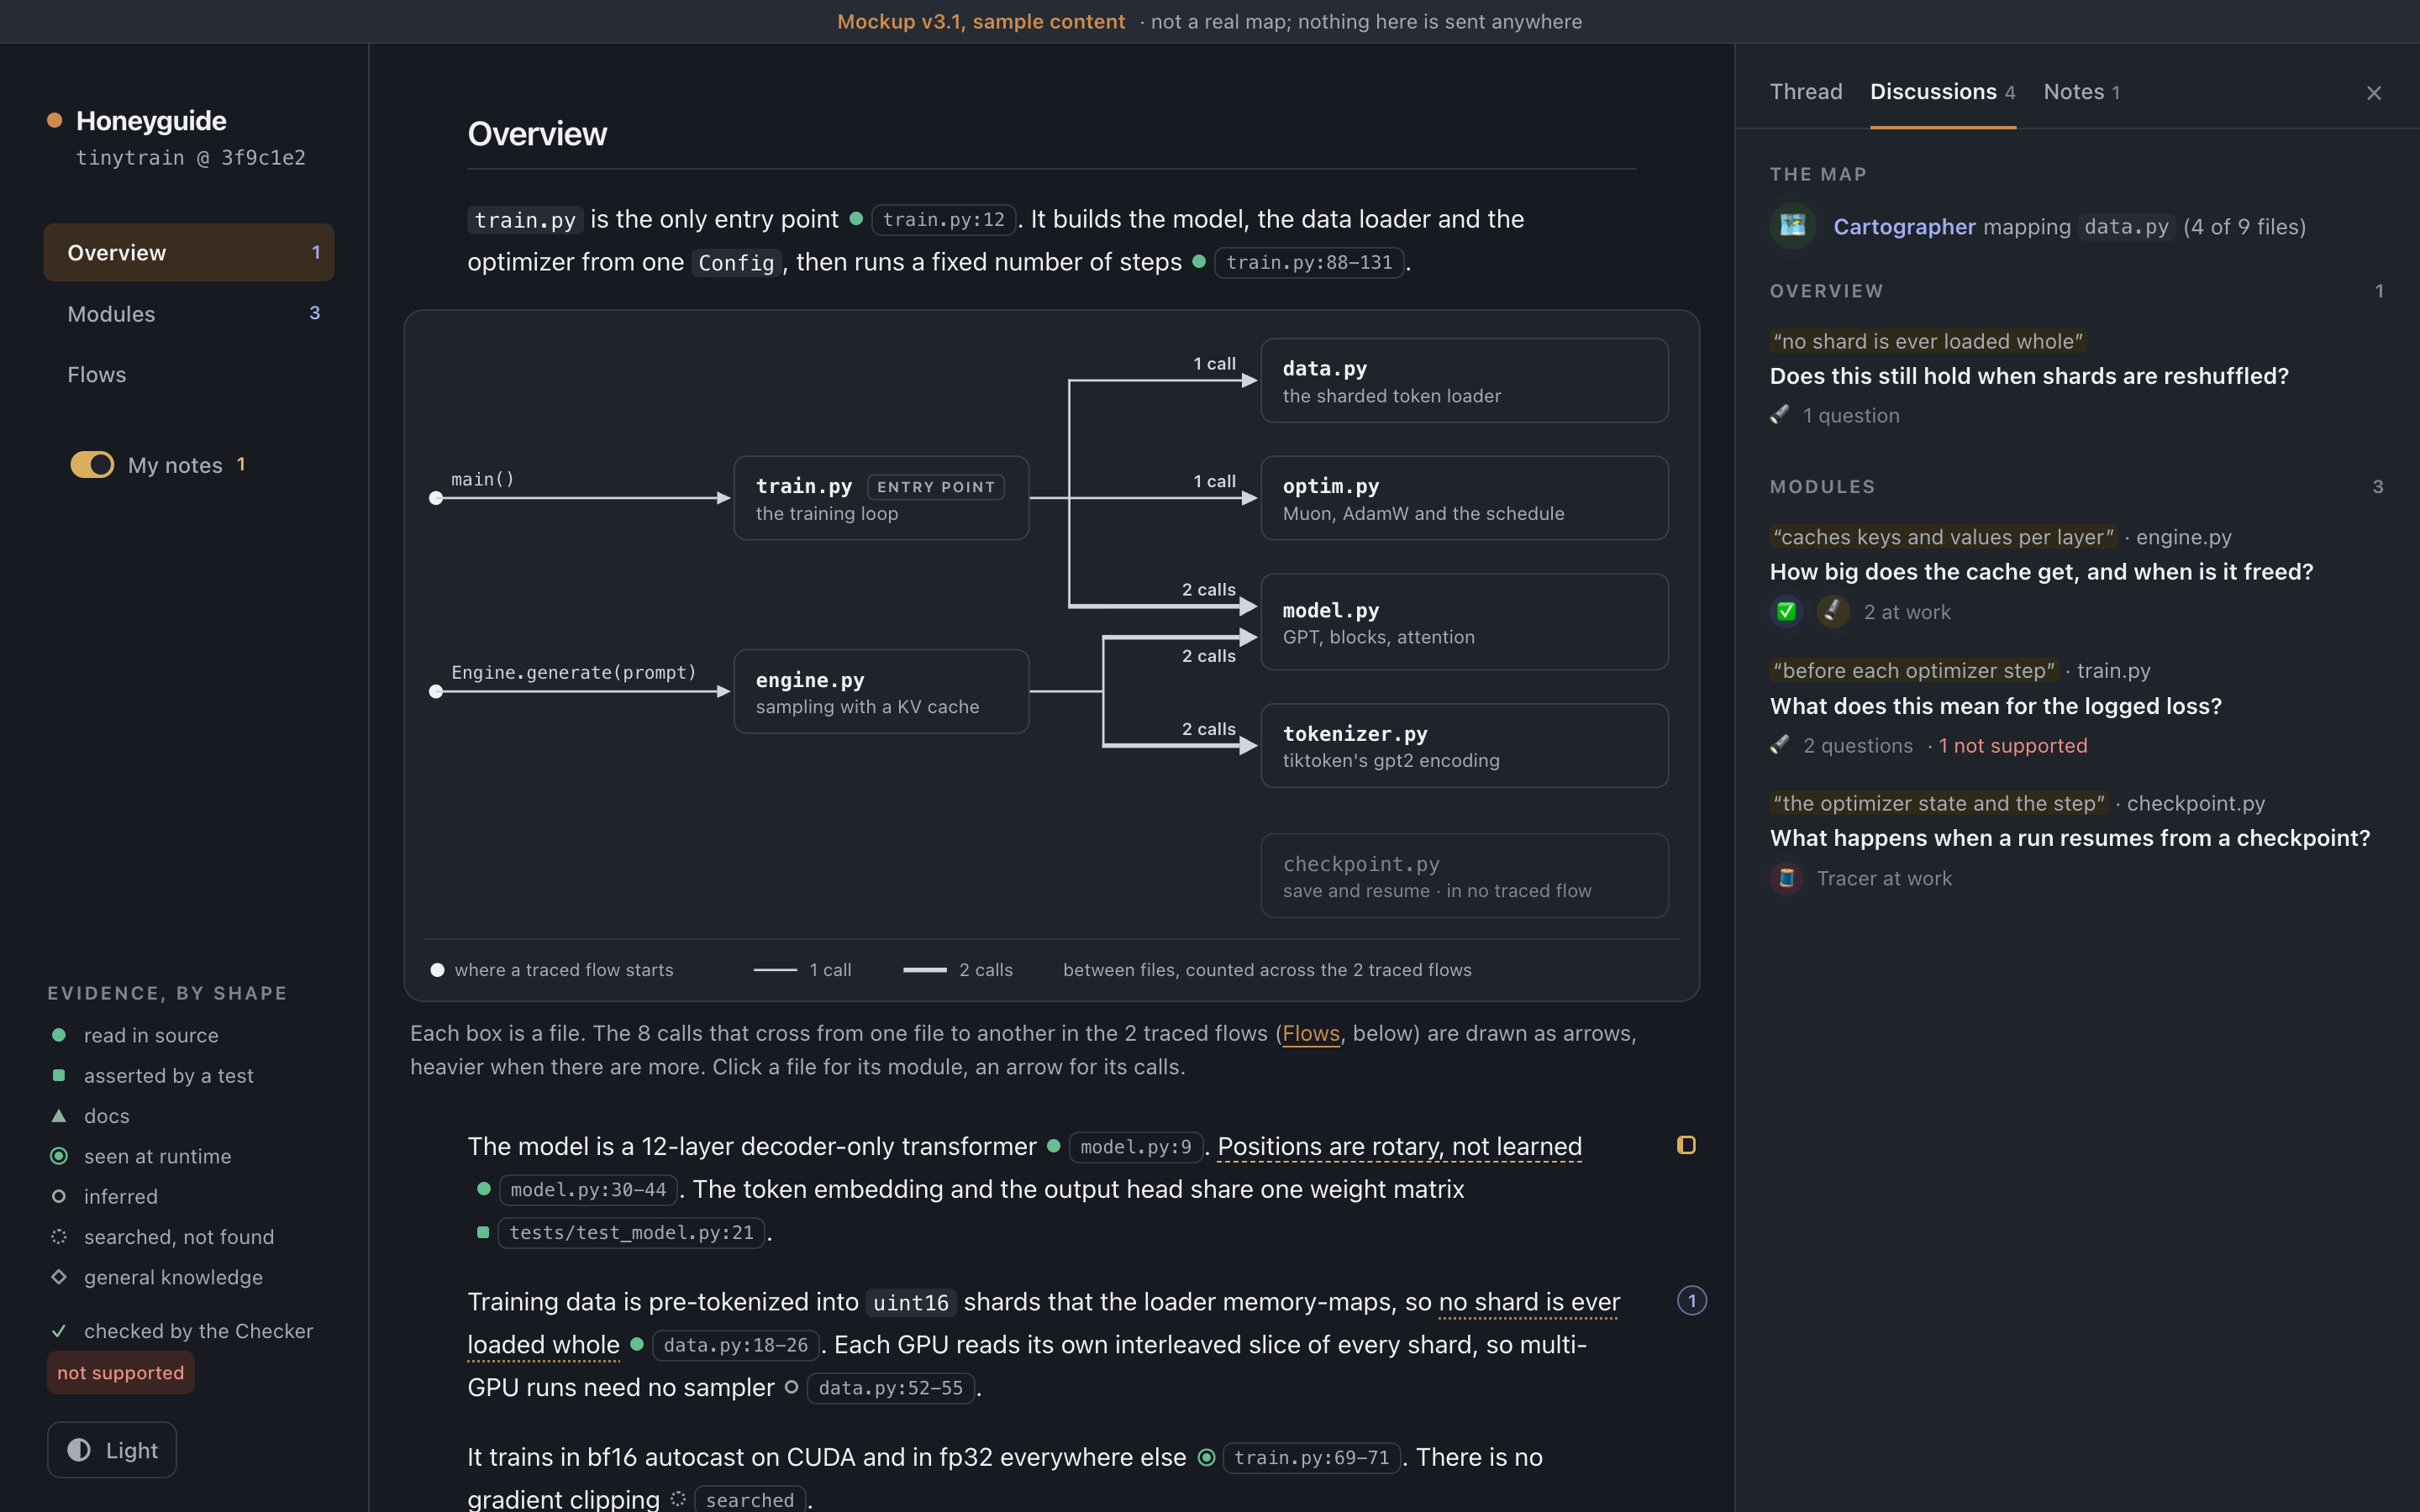 Mockup v3.1, sample content · not a real map; nothing here is sent anywhere
Honeyguide
tinytrain @ 3f9c1e2
Overview 1
Modules 3
Flows
My notes 1
EVIDENCE, BY SHAPE
read in source
asserted by a test
docs
seen at runtime
inferred
searched, not found
general knowledge
checked by the Checker
not supported
Light
Overview
train.py is the only entry point train.py:12. It builds the model, the data loader and the
optimizer from one Config, then runs a fixed number of steps train.py:88–131.
main()
train.py ENTRY POINT
the training loop
Engine.generate(prompt)
engine.py
sampling with a KV cache
1 call
data.py
the sharded token loader
1 call
optim.py
Muon, AdamW and the schedule
2 calls
model.py
GPT, blocks, attention
2 calls
2 calls
tokenizer.py
tiktoken's gpt2 encoding
checkpoint.py
save and resume · in no traced flow
where a traced flow starts 1 call 2 calls between files, counted across the 2 traced flows
Each box is a file. The 8 calls that cross from one file to another in the 2 traced flows (Flows, below) are drawn as arrows,
heavier when there are more. Click a file for its module, an arrow for its calls.
The model is a 12-layer decoder-only transformer model.py:9. Positions are rotary, not learned
model.py:30–44. The token embedding and the output head share one weight matrix
tests/test_model.py:21.
Training data is pre-tokenized into uint16 shards that the loader memory-maps, so no shard is ever 1
loaded whole data.py:18–26. Each GPU reads its own interleaved slice of every shard, so multi-
GPU runs need no sampler data.py:52–55.
It trains in bf16 autocast on CUDA and in fp32 everywhere else train.py:69–71. There is no
gradient clipping searched.
Thread Discussions 4 Notes 1 ×
THE MAP
Cartographer mapping data.py (4 of 9 files)
OVERVIEW 1
“no shard is ever loaded whole”
Does this still hold when shards are reshuffled?
1 question
MODULES 3
“caches keys and values per layer” · engine.py
How big does the cache get, and when is it freed?
2 at work
“before each optimizer step” · train.py
What does this mean for the logged loss?
2 questions · 1 not supported
“the optimizer state and the step” · checkpoint.py
What happens when a run resumes from a checkpoint?
Tracer at work